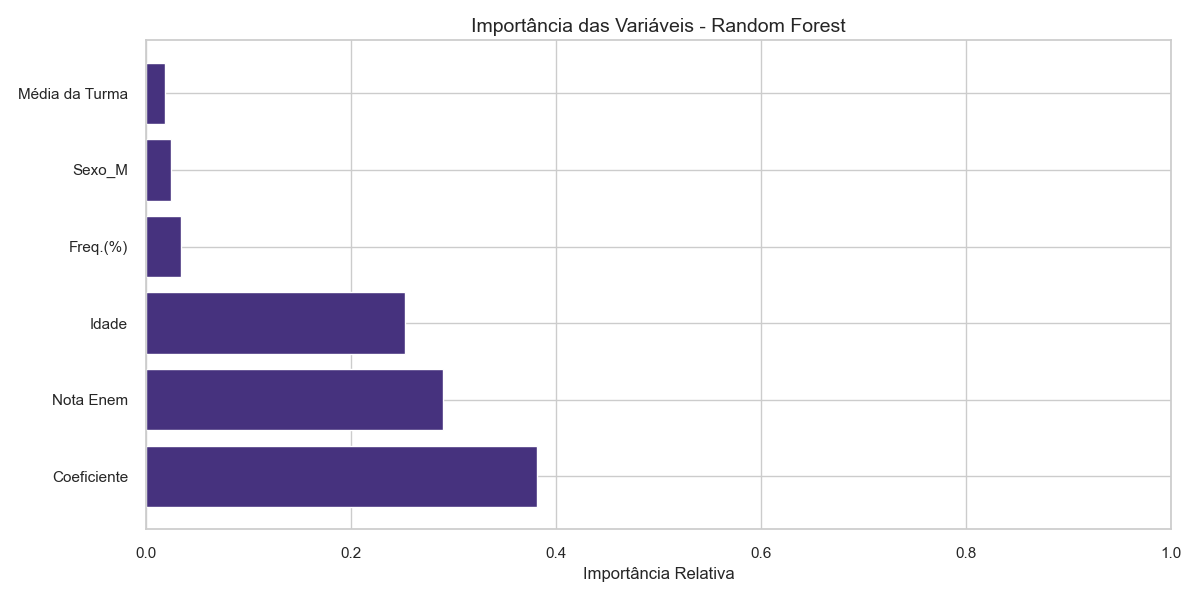 Importância das Variáveis - Random Forest
Média da Turma
Sexo_M
Freq.(%)
Idade
Nota Enem
Coeficiente
0.0 0.2 0.4 0.6 0.8 1.0
Importância Relativa